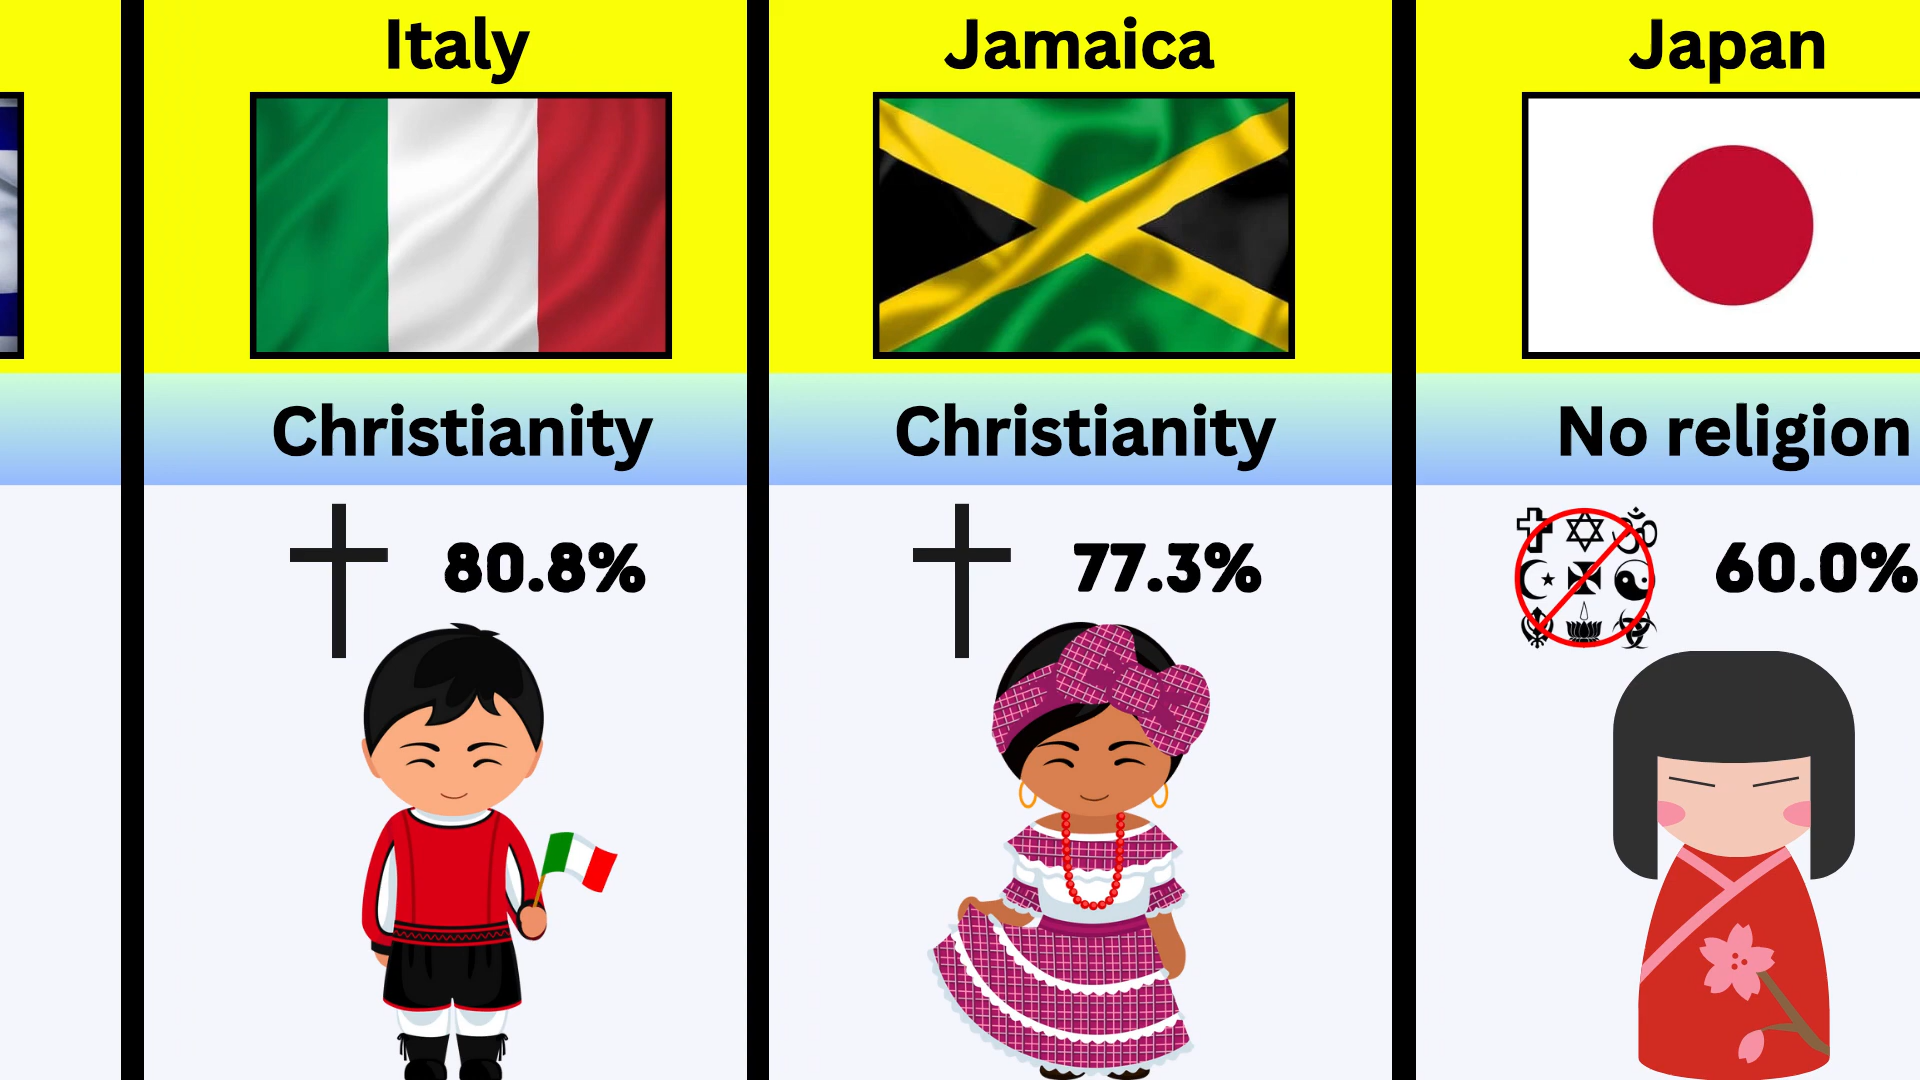 Italy
Christianity
80.8%
Jamaica
Christianity
77.3%
Japan
No religion
60.0%